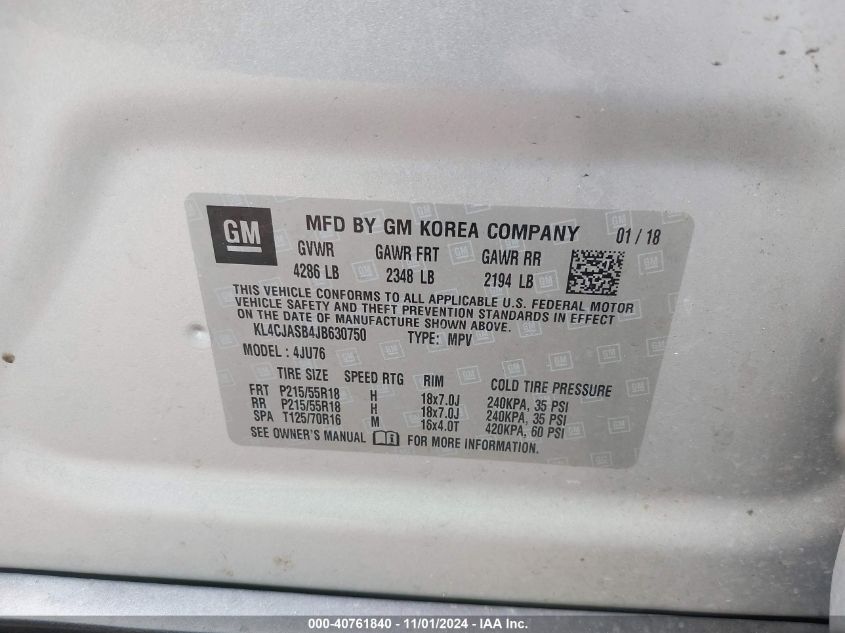 GM
MFD BY GM KOREA COMPANY 01 / 18
GVWR GAWR FRT GAWR RR
4286 LB 2348 LB 2194 LB
THIS VEHICLE CONFORMS TO ALL APPLICABLE U.S. FEDERAL MOTOR
VEHICLE SAFETY AND THEFT PREVENTION STANDARDS IN EFFECT
ON THE DATE OF MANUFACTURE SHOWN ABOVE.
KL4CJASB4JB630750 TYPE: MPV
MODEL : 4JU76
TIRE SIZE SPEED RTG RIM COLD TIRE PRESSURE
FRT P215/55R18 H 18x7.0J 240KPA, 35 PSI
RR P215/55R18 H 18x7.0J 240KPA, 35 PSI
SPA T125/70R16 M 16x4.0T 420KPA, 60 PSI
SEE OWNER'S MANUAL FOR MORE INFORMATION.
000-40761840 - 11/01/2024 - IAA Inc.